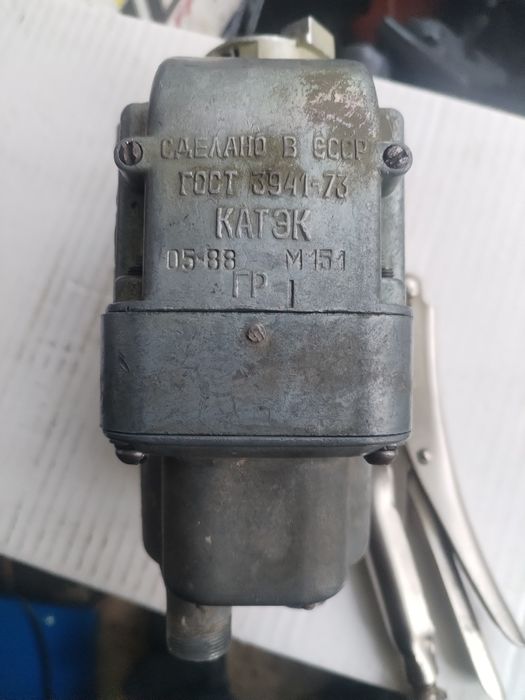 СДЕЛАНО В СССР
ГОСТ 3941-73
КАТЭК
05-88 М151
ГР I